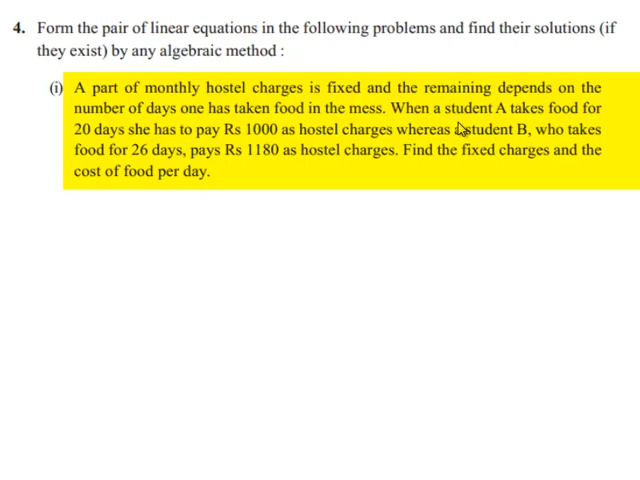 4. Form the pair of linear equations in the following problems and find their solutions (if
they exist) by any algebraic method :
(i) A part of monthly hostel charges is fixed and the remaining depends on the
number of days one has taken food in the mess. When a student A takes food for
20 days she has to pay Rs 1000 as hostel charges whereas a student B, who takes
food for 26 days, pays Rs 1180 as hostel charges. Find the fixed charges and the
cost of food per day.